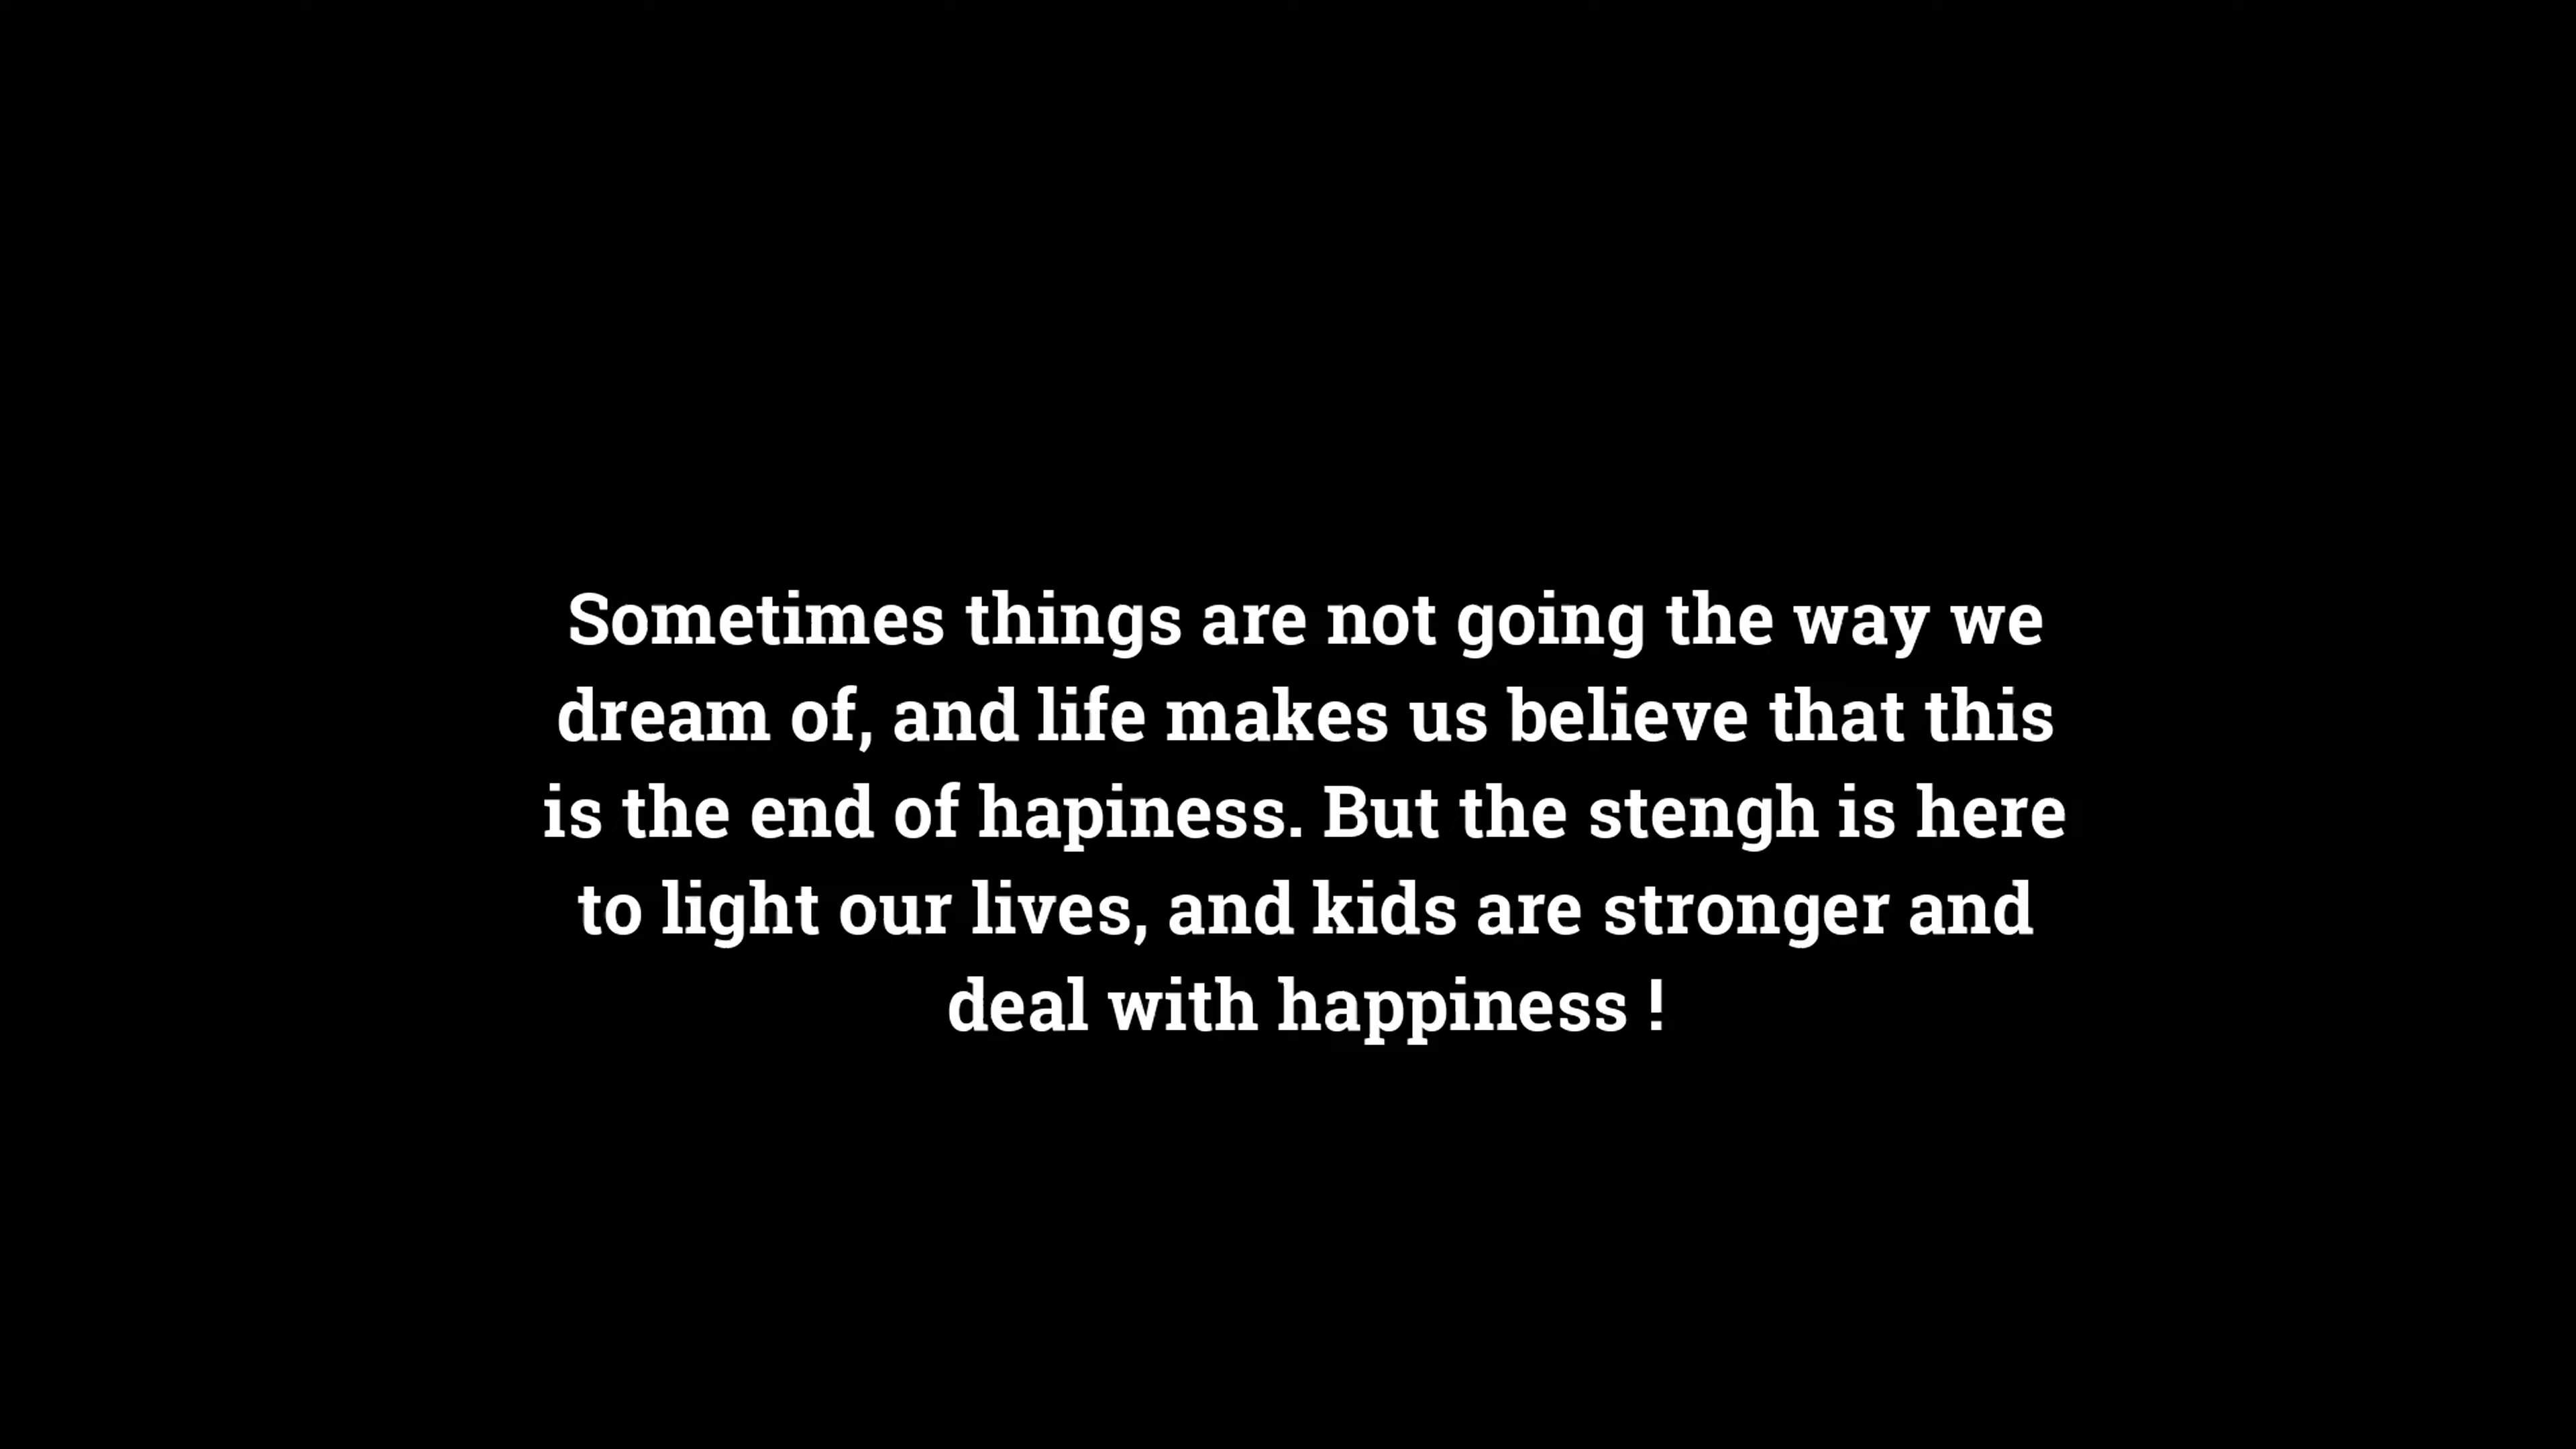 Sometimes things are not going the way we
dream of, and life makes us believe that this
is the end of hapiness. But the stengh is here
to light our lives, and kids are stronger and
deal with happiness !